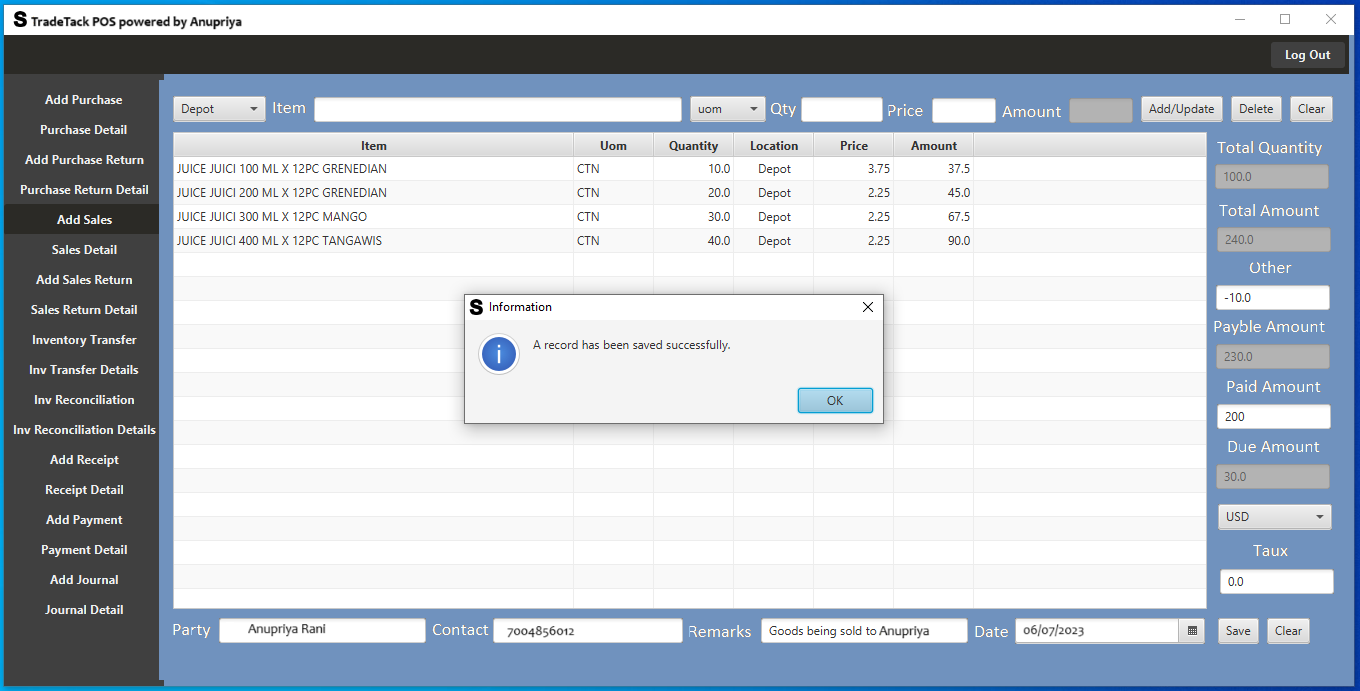 S TradeTack POS powered by Anupriya
Log Out
Add Purchase
Purchase Detail
Add Purchase Return
Purchase Return Detail
Add Sales
Sales Detail
Add Sales Return
Sales Return Detail
Inventory Transfer
Inv Transfer Details
Inv Reconciliation
Inv Reconciliation Details
Add Receipt
Receipt Detail
Add Payment
Payment Detail
Add Journal
Journal Detail
Depot Item uom Qty Price Amount Add/Update Delete Clear
Item Uom Quantity Location Price Amount
JUICE JUICI 100 ML X 12PC GRENEDIAN CTN 10.0 Depot 3.75 37.5
JUICE JUICI 200 ML X 12PC GRENEDIAN CTN 20.0 Depot 2.25 45.0
JUICE JUICI 300 ML X 12PC MANGO CTN 30.0 Depot 2.25 67.5
JUICE JUICI 400 ML X 12PC TANGAWIS CTN 40.0 Depot 2.25 90.0
S Information
i
A record has been saved successfully.
OK
Total Quantity
100.0
Total Amount
240.0
Other
-10.0
Payble Amount
230.0
Paid Amount
200
Due Amount
30.0
USD
Taux
0.0
Party Anupriya Rani Contact 7004856012 Remarks Goods being sold to Anupriya Date 06/07/2023 Save Clear